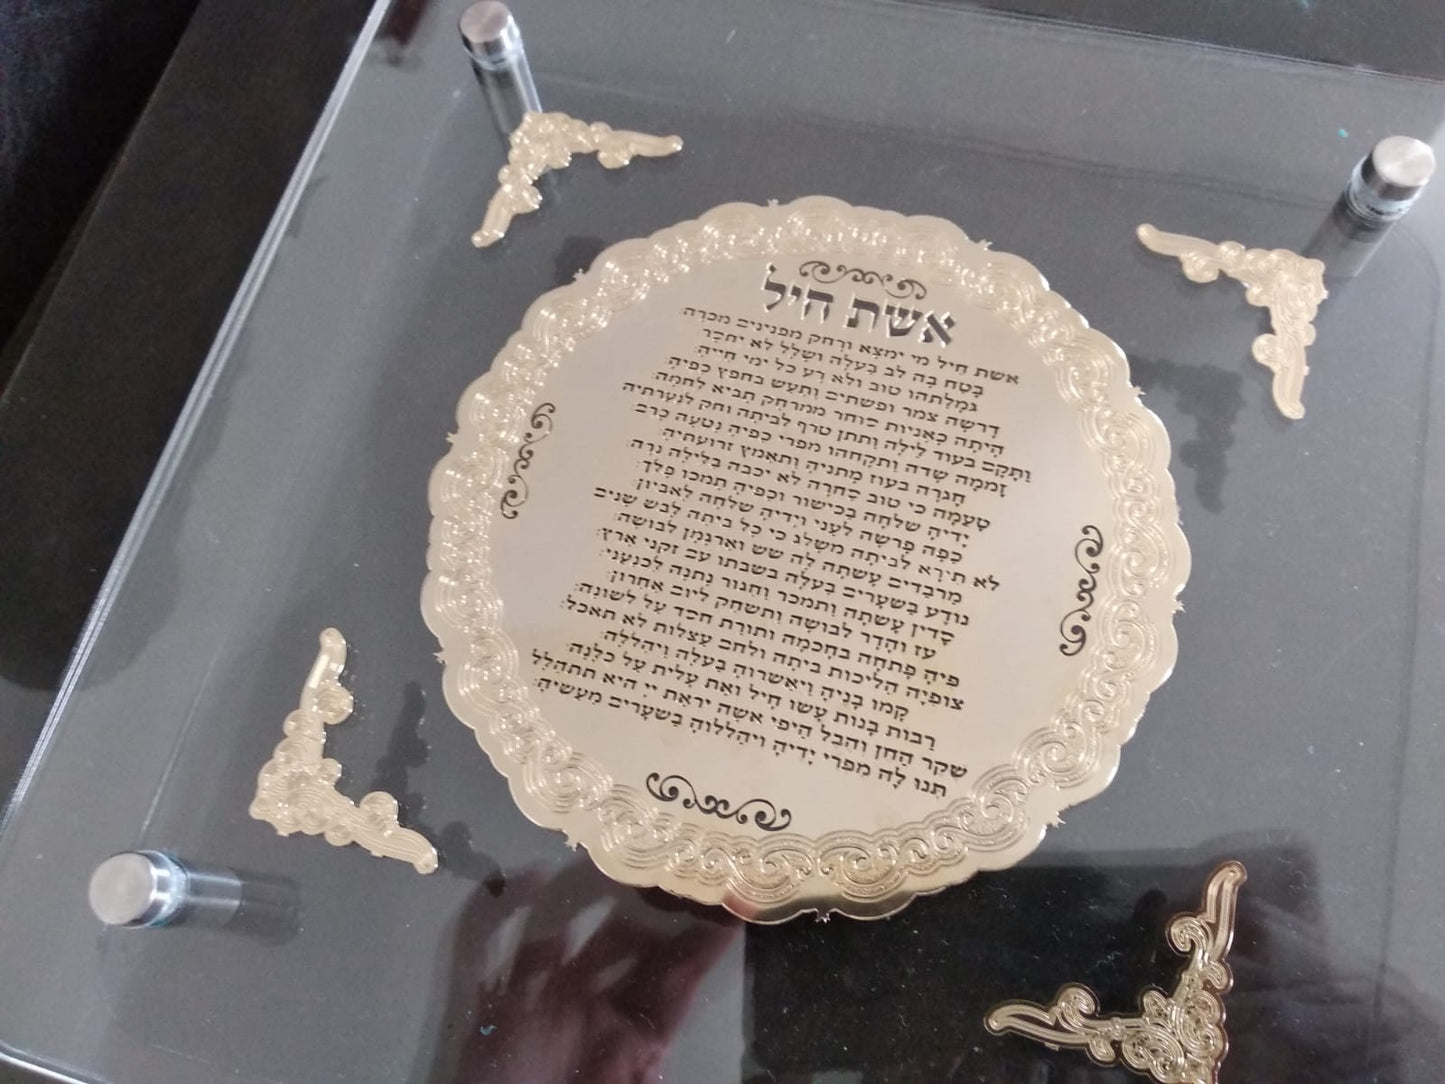 אשת חיל
אשת חיל מי ימצא ורחק מפנינים מכרה:
בטח בה לב בעלה ושלל לא יחסר
גמלתהו טוב ולא רע כל ימי חייה:
דרשה צמר ופשתים ותעש בחפץ כפיה:
היתה כאניות סוחר ממרחק תביא לחמה:
ותקם בעוד לילה ותתן טרף לביתה וחק לנערתיה
זממה שדה ותקחהו מפרי כפיה נטעה כרם:
חגרה בעוז מתניה ותאמץ זרועתיה:
טעמה כי טוב סחרה לא יכבה בלילה נרה:
ידיה שלחה בכישור וכפיה תמכו פלך:
כפה פרשה לעני וידיה שלחה לאביון:
לא תירא לביתה משלג כי כל ביתה לבש שנים
מרבדים עשתה לה שש וארגמן לבושה:
נודע בשערים בעלה בשבתו עם זקני ארץ:
סדין עשתה ותמכר וחגור נתנה לכנעני:
עז והדר לבושה ותשחק ליום אחרון:
פיה פתחה בחכמה ותורת חסד על לשונה:
צופיה הליכות ביתה ולחם עצלות לא תאכל:
קמו בניה ויאשרוה בעלה ויהללה:
רבות בנות עשו חיל ואת עלית על כלנה:
שקר החן והבל היפי אשה יראת יי היא תתהלל
תנו לה מפרי ידיה ויהללוה בשערים מעשיה: